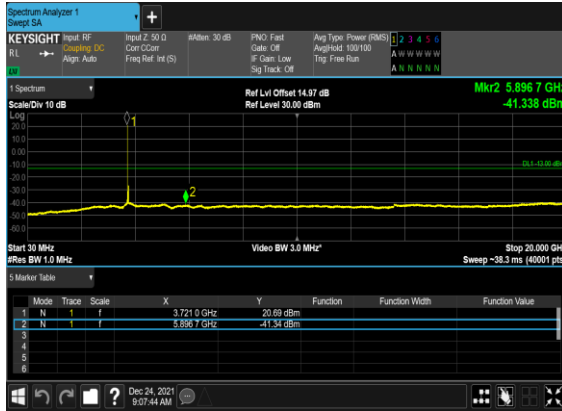 Spectrum Analyzer 1
Swept SA
+
KEYSIGHT Input: RF Input Z: 50 Ω #Atten: 30 dB PNO: Fast Avg Type: Power (RMS) 1 2 3 4 5 6
RL Coupling: DC Corr CCorr Gate: Off Avg|Hold: 100/100 A W W W W W
Align: Auto Freq Ref: Int (S) IF Gain: Low Trig: Free Run
LU Sig Track: Off A N N N N N
1 Spectrum Ref Lvl Offset 14.97 dB Mkr2 5.896 7 GHz
Scale/Div 10 dB Ref Level 30.00 dBm -41.338 dBm
Log
1
20.0
10.0
0.00
-10.0
DL1 -13.00 dBm
-20.0
-30.0
2
-40.0
-50.0
-60.0
Start 30 MHz Video BW 3.0 MHz* Stop 20.000 GHz
#Res BW 1.0 MHz Sweep ~38.3 ms (40001 pts)
5 Marker Table
Mode Trace Scale X Y Function Function Width Function Value
1 N 1 f 3.721 0 GHz 20.69 dBm
2 N 1 f 5.896 7 GHz -41.34 dBm
3
4
5
6
? Dec 24, 2021
9:07:44 AM